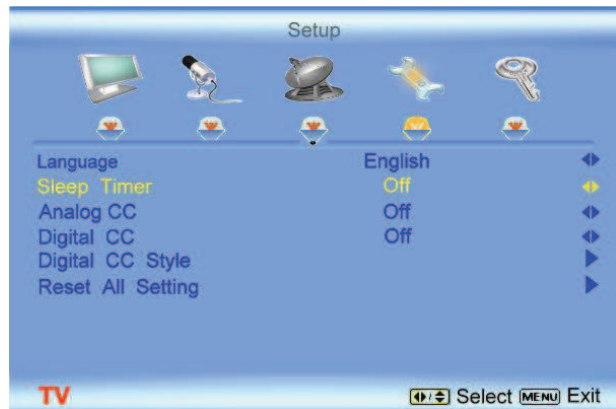 Setup
Language English
Sleep Timer Off
Analog CC Off
Digital CC Off
Digital CC Style
Reset All Setting
TV Select MENU Exit